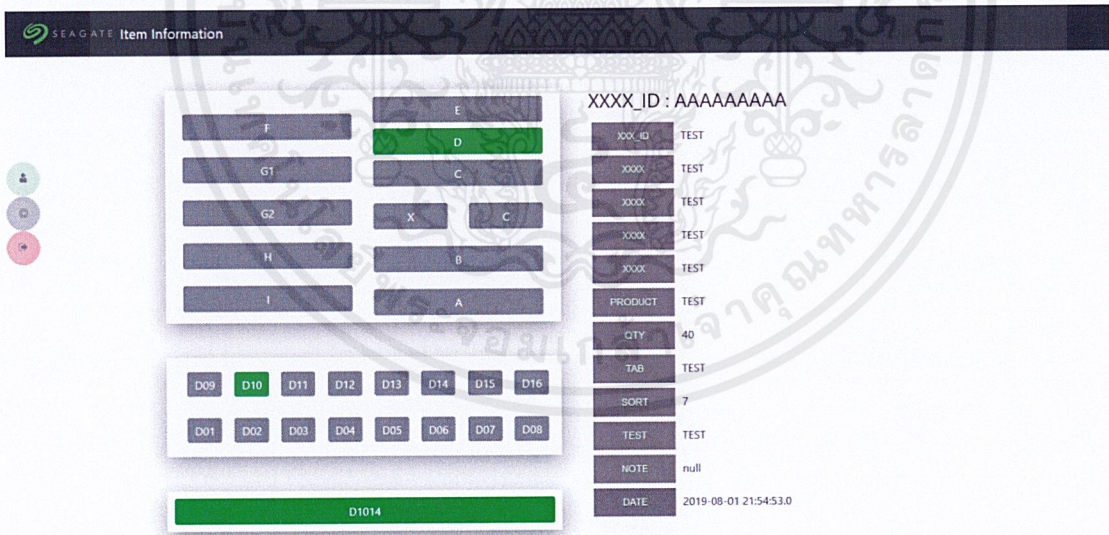 SEAGATE Item Information
E
F
D
G1
C
G2
X
C
H
B
I
A
D09 D10 D11 D12 D13 D14 D15 D16
D01 D02 D03 D04 D05 D06 D07 D08
D1014
XXXX_ID : AAAAAAAAA
XXX_ID TEST
XXXX TEST
XXXX TEST
XXXX TEST
XXXX TEST
PRODUCT TEST
QTY 40
TAB TEST
SORT 7
TEST TEST
NOTE null
DATE 2019-08-01 21:54:53.0